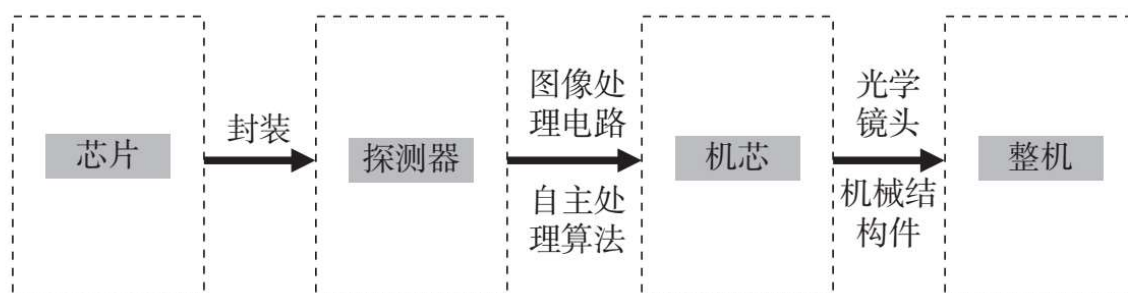 芯片
封装
探测器
图像处
理电路
自主处
理算法
机芯
光学
镜头
机械结
构件
整机